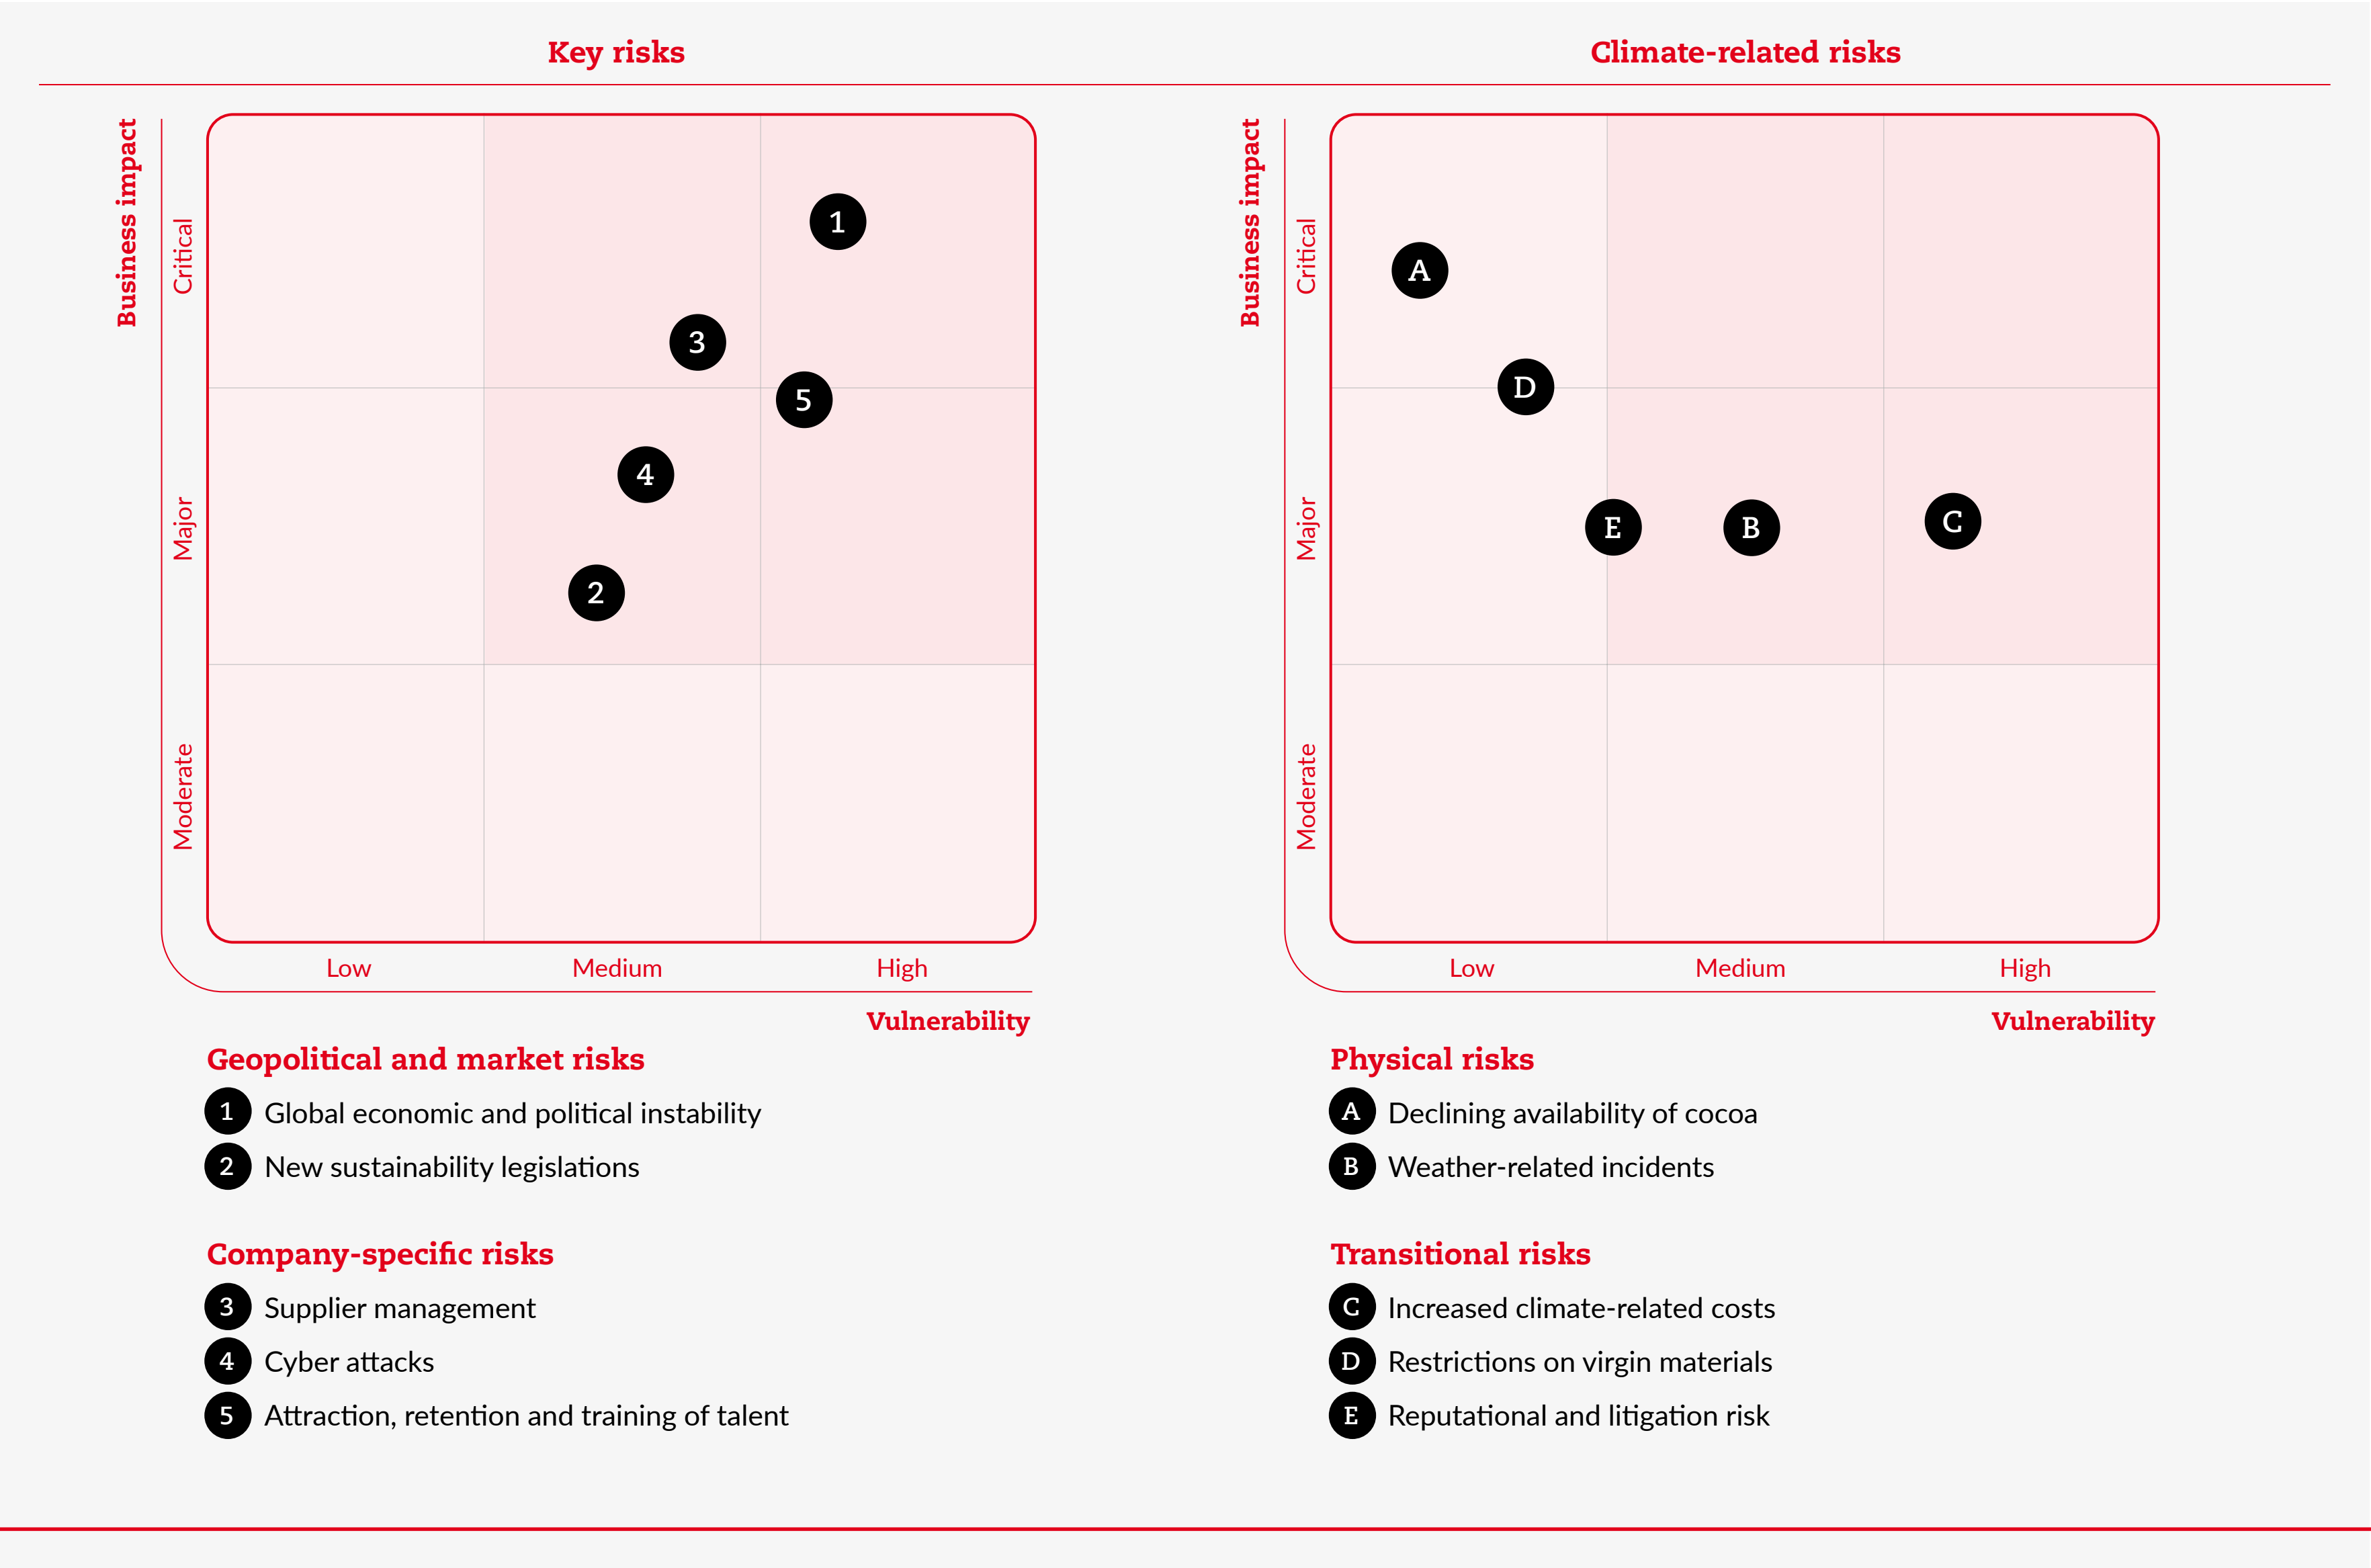 Key risks
Business impact
Critical
Major
Moderate
1
3
5
4
2
Low Medium High
Vulnerability
Geopolitical and market risks
1 Global economic and political instability
2 New sustainability legislations
Company-specific risks
3 Supplier management
4 Cyber attacks
5 Attraction, retention and training of talent
Climate-related risks
Business impact
Critical
Major
Moderate
A
D
E B C
Low Medium High
Vulnerability
Physical risks
A Declining availability of cocoa
B Weather-related incidents
Transitional risks
C Increased climate-related costs
D Restrictions on virgin materials
E Reputational and litigation risk